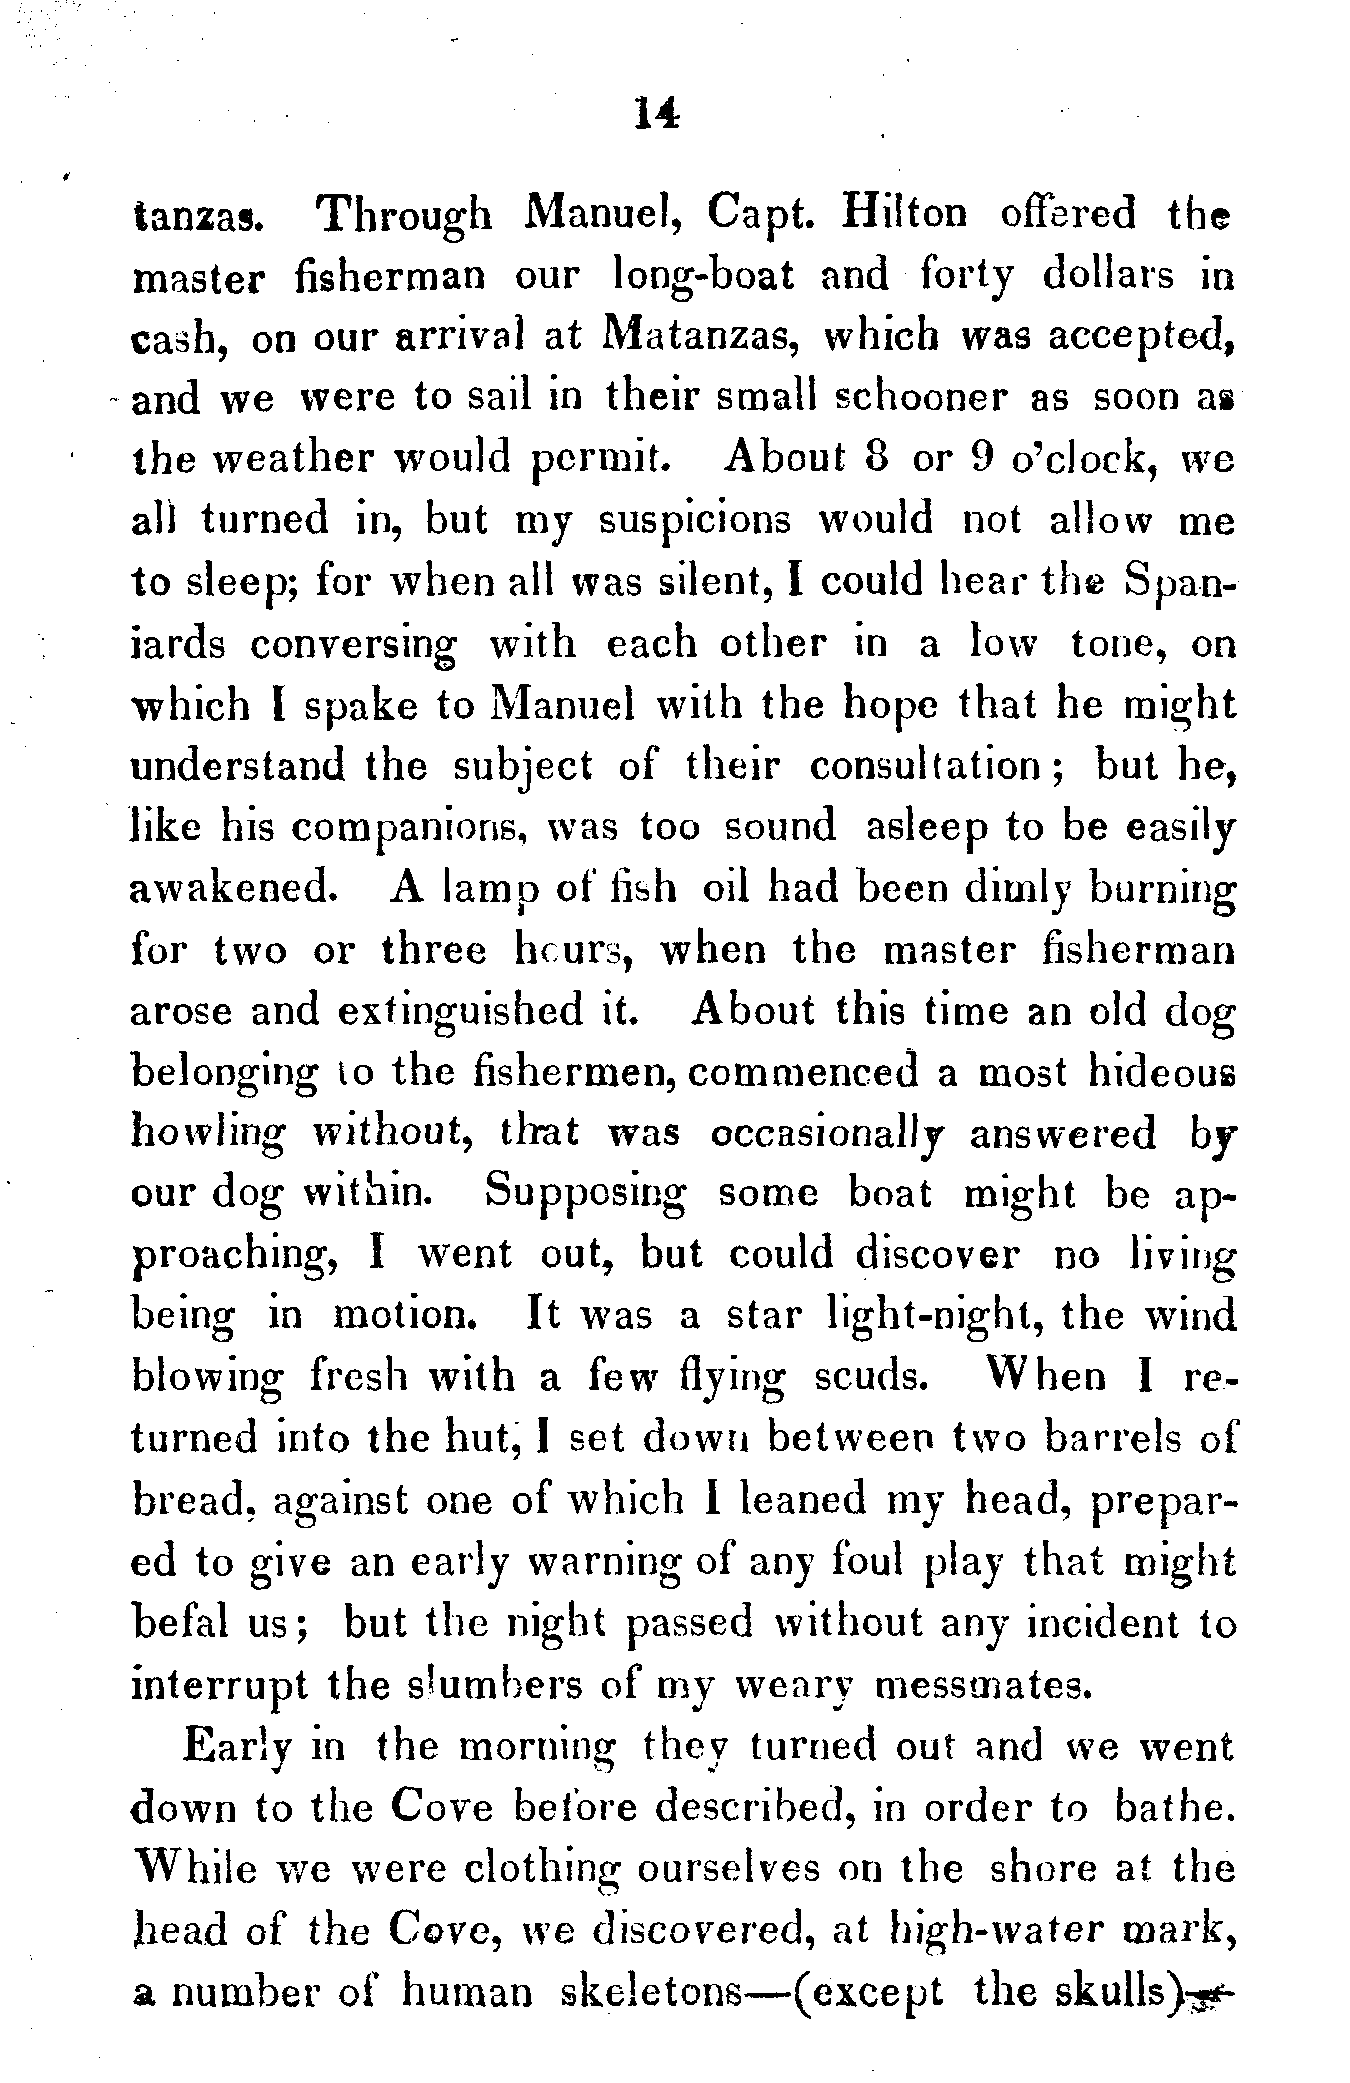 14
tanzas. Through Manuel, Capt. Hilton offered the
master fisherman our long-boat and forty dollars in
cash, on our arrival at Matanzas, which was accepted,
and we were to sail in their small schooner as soon as
the weather would permit. About 8 or 9 o'clock, we
all turned in, but my suspicions would not allow me
to sleep; for when all was silent, I could hear the Span-
iards conversing with each other in a low tone, on
which I spake to Manuel with the hope that he might
understand the subject of their consultation; but he,
like his companions, was too sound asleep to be easily
awakened. A lamp of fish oil had been dimly burning
for two or three hours, when the master fisherman
arose and extinguished it. About this time an old dog
belonging to the fishermen, commenced a most hideous
howling without, that was occasionally answered by
our dog within. Supposing some boat might be ap-
proaching, I went out, but could discover no living
being in motion. It was a star light-night, the wind
blowing fresh with a few flying scuds. When I re-
turned into the hut, I set down between two barrels of
bread, against one of which I leaned my head, prepar-
ed to give an early warning of any foul play that might
befal us; but the night passed without any incident to
interrupt the slumbers of my weary messmates.
Early in the morning they turned out and we went
down to the Cove before described, in order to bathe.
While we were clothing ourselves on the shore at the
head of the Cove, we discovered, at high-water mark,
a number of human skeletons—(except the skulls)—